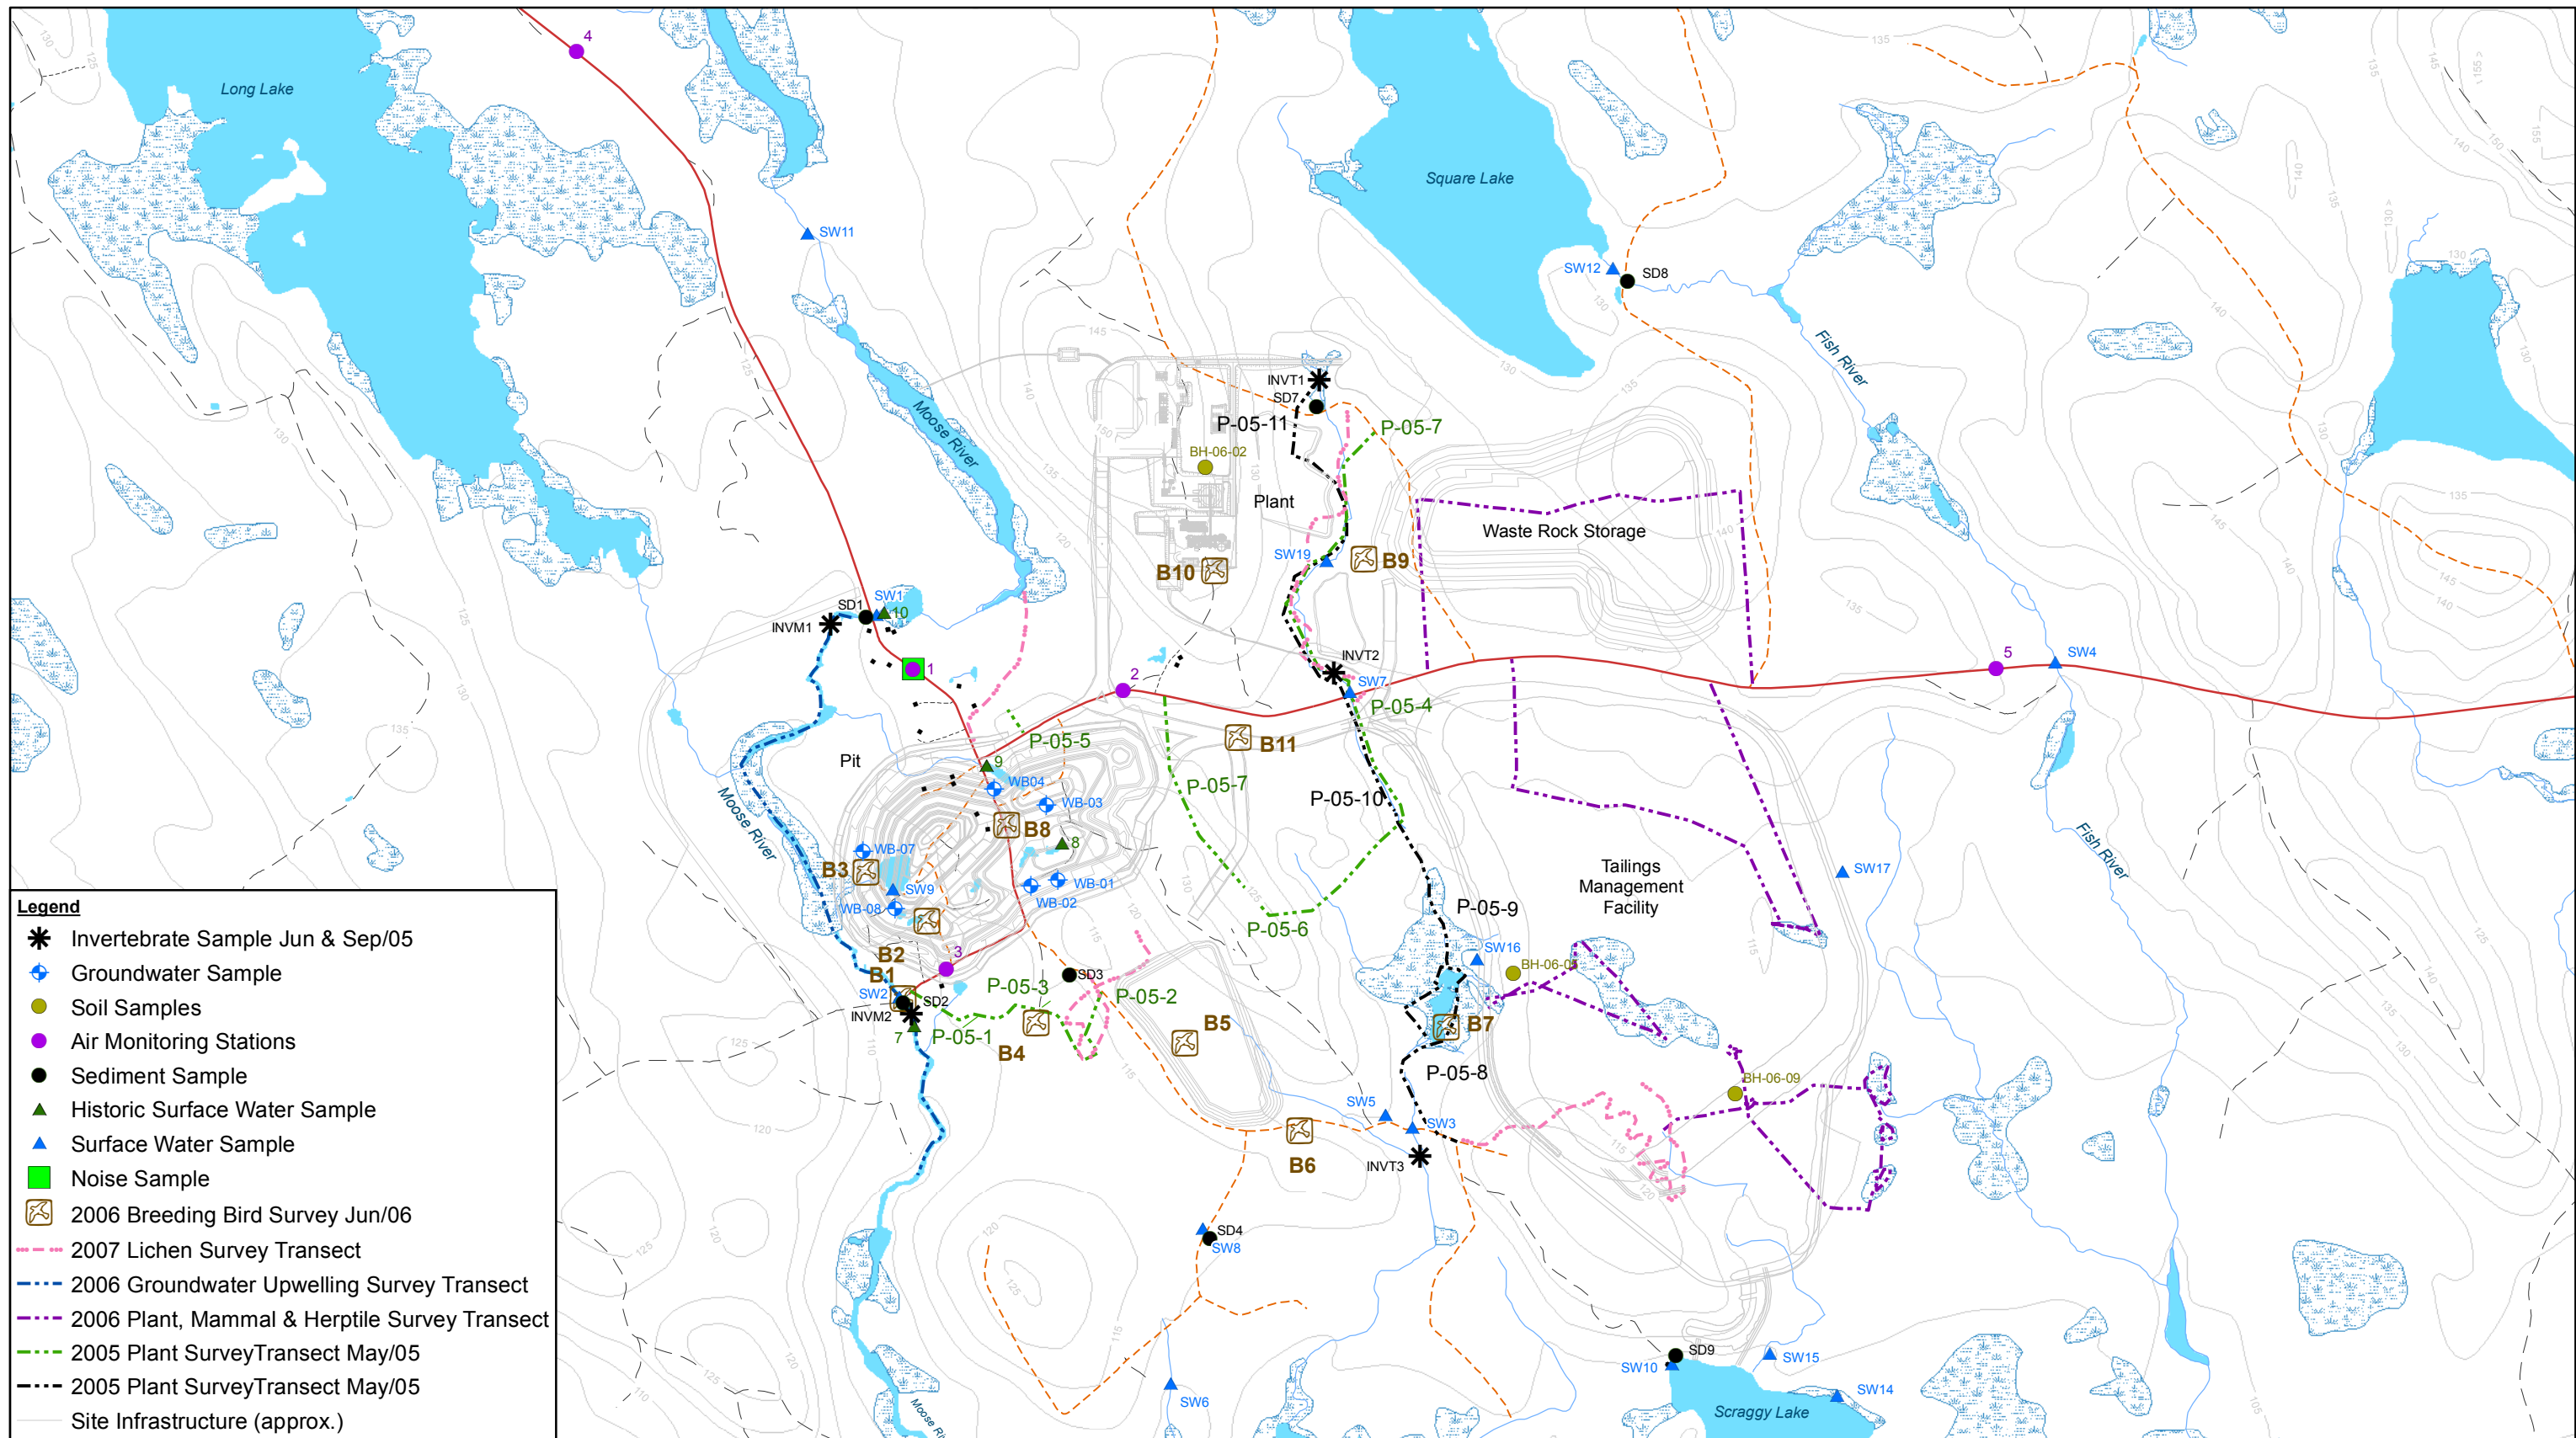 4
Long Lake
Square Lake
SW11
SW12
SD8
Fish River
Moose River
INVT1
SD7
P-05-11
P-05-7
BH-06-02
Plant
Waste Rock Storage
SW19
B10
B9
SD1
SW1
10
INVM1
1
2
INVT2
SW7
P-05-4
5
SW4
P-05-5
B11
Pit
9
WB04
WB-03
P-05-7
P-05-10
Moose River
B8
8
Fish River
WB-07
B3
SW9
WB-01
WB-02
WB-08
Tailings
Management
Facility
SW17
P-05-9
P-05-6
B2
3
B1
SW2
SD2
INVM2
7
P-05-1
P-05-3
SD3
P-05-2
B4
B5
SW16
B7
P-05-8
BH-06-09
SW5
SW3
B6
INVT3
SD4
SW8
SW6
SD9
SW10
SW15
SW14
Scraggy Lake
Legend
Invertebrate Sample Jun & Sep/05
Groundwater Sample
Soil Samples
Air Monitoring Stations
Sediment Sample
Historic Surface Water Sample
Surface Water Sample
Noise Sample
2006 Breeding Bird Survey Jun/06
2007 Lichen Survey Transect
2006 Groundwater Upwelling Survey Transect
2006 Plant, Mammal & Herptile Survey Transect
2005 Plant SurveyTransect May/05
2005 Plant SurveyTransect May/05
Site Infrastructure (approx.)